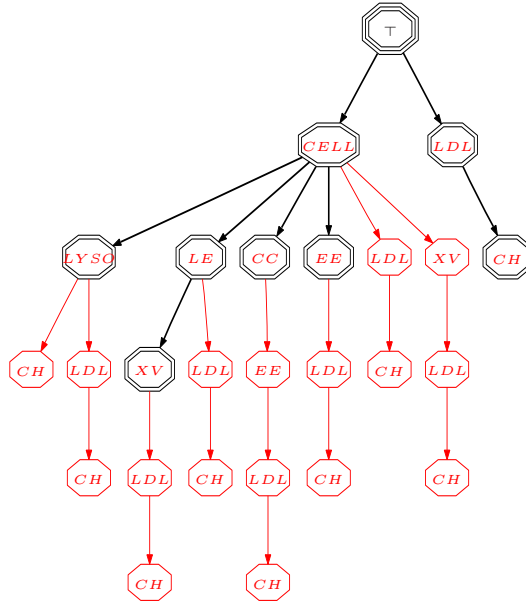 ⊤
CELL LDL
LYSO LE CC EE LDL XV CH
CH LDL XV LDL EE LDL CH LDL
CH LDL CH LDL CH CH
CH CH